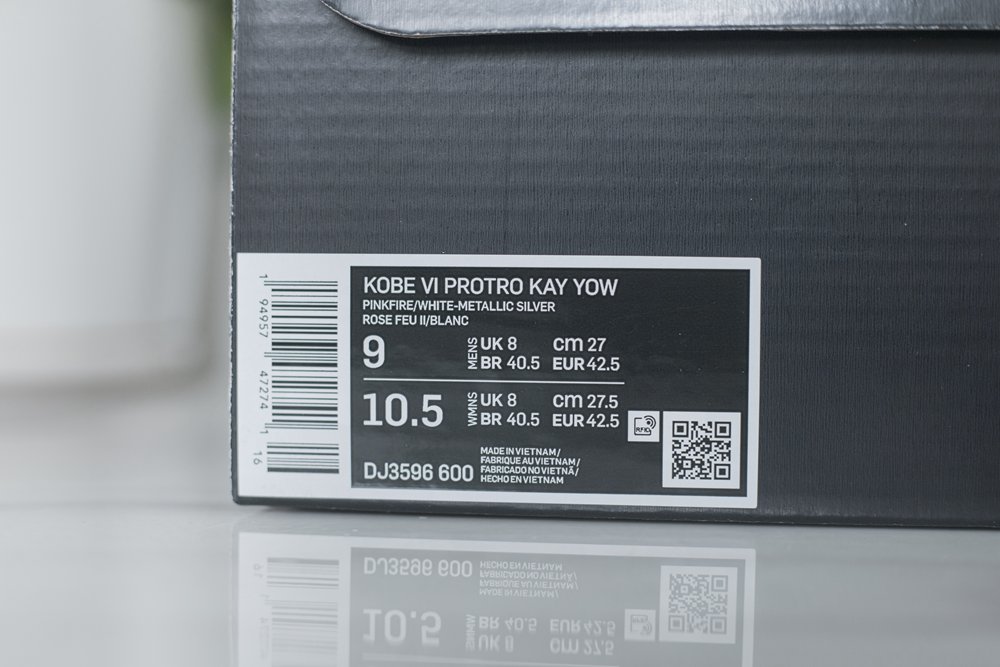 1 94957 47274 1 16
KOBE VI PROTRO KAY YOW
PINKFIRE/WHITE-METALLIC SILVER
ROSE FEU II/BLANC
9 MENS UK 8 CM 27
BR 40.5 EUR 42.5
10.5 WMNS UK 8 CM 27.5
BR 40.5 EUR 42.5
RFID
DJ3596 600
MADE IN VIETNAM/
FABRIQUE AU VIETNAM/
FABRICADO NO VIETNÃ/
HECHO EN VIETNAM